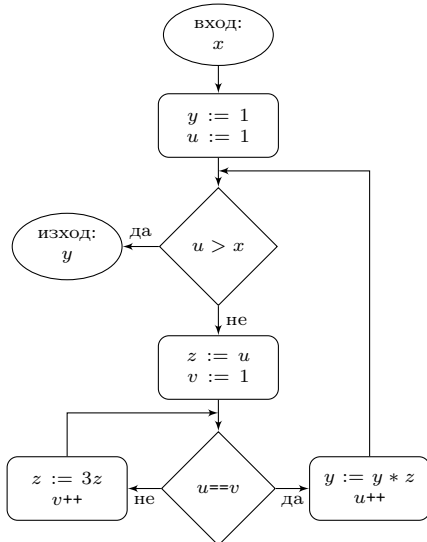 вход:
x
y := 1
u := 1
u > x
да
изход:
y
не
z := u
v := 1
u==v
не
z := 3z
v++
да
y := y * z
u++